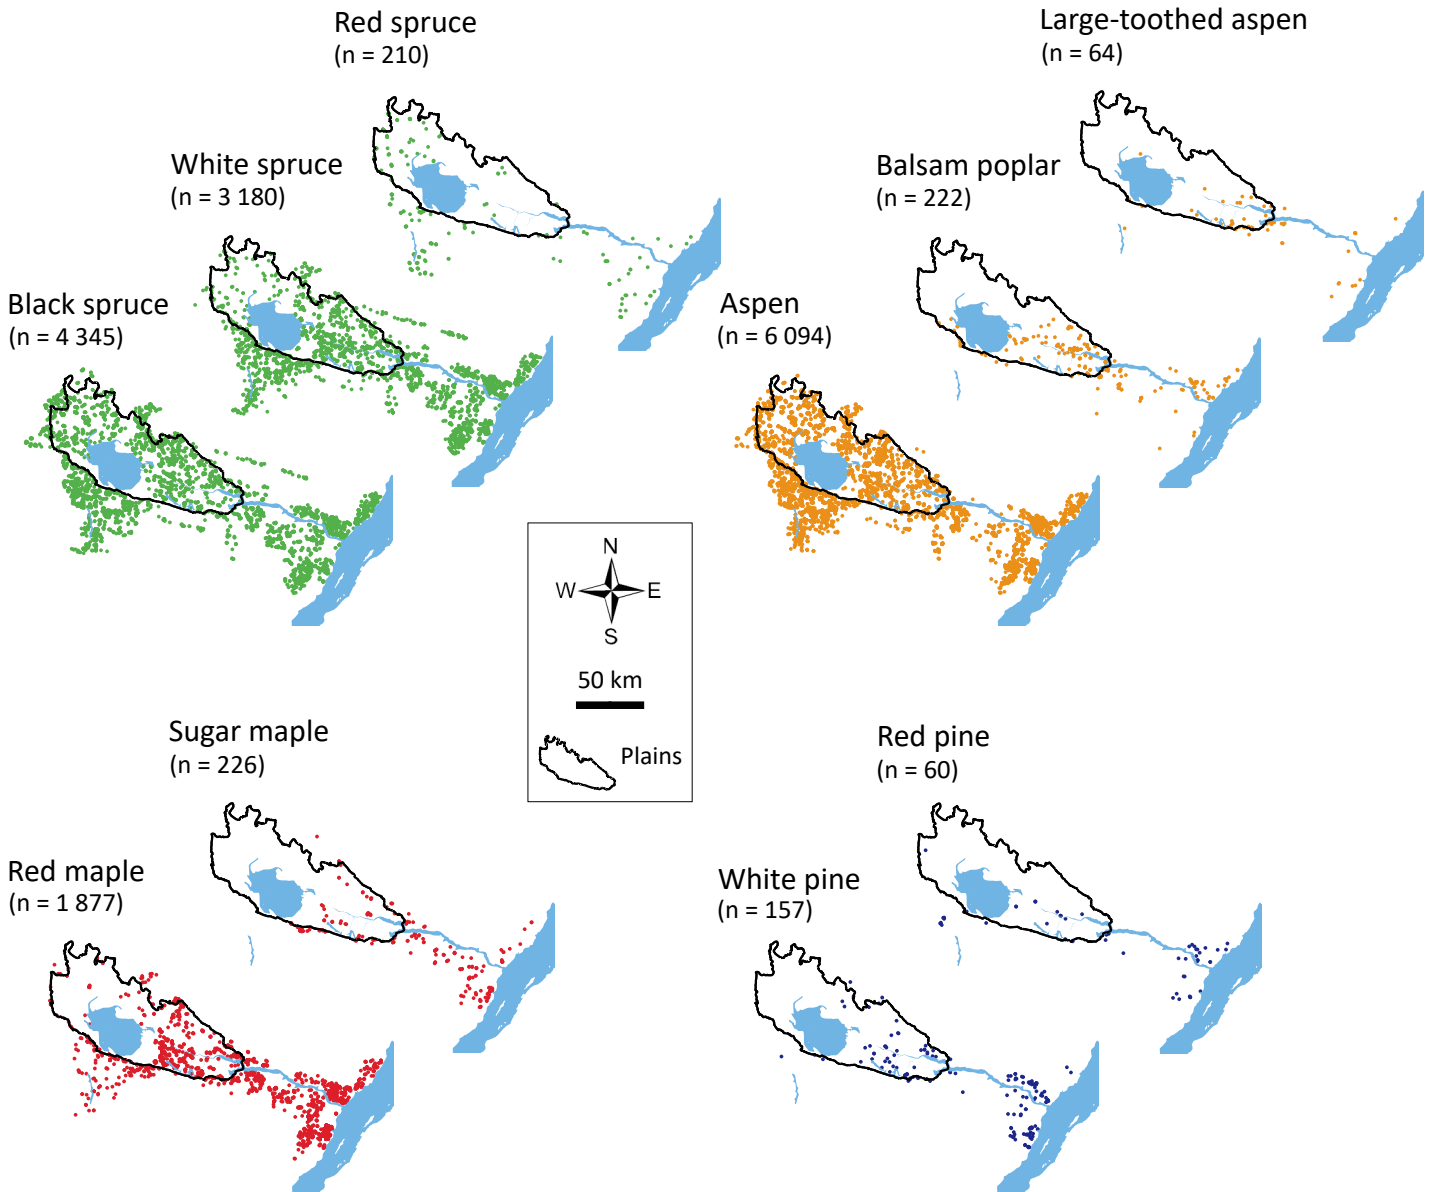 Red spruce
(n = 210)
White spruce
(n = 3 180)
Black spruce
(n = 4 345)
Large-toothed aspen
(n = 64)
Balsam poplar
(n = 222)
Aspen
(n = 6 094)
N
W E
S
50 km
Plains
Sugar maple
(n = 226)
Red maple
(n = 1 877)
Red pine
(n = 60)
White pine
(n = 157)